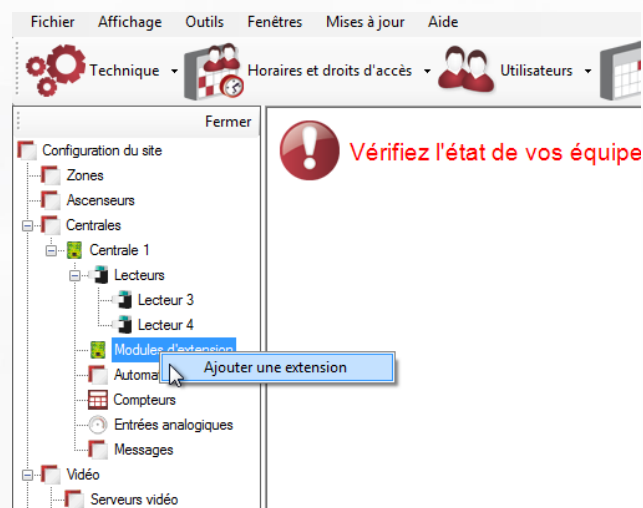 Fichier Affichage Outils Fenêtres Mises à jour Aide
Technique Horaires et droits d'accès Utilisateurs
Fermer
Configuration du site
Zones
Ascenseurs
Centrales
Centrale 1
Lecteurs
Lecteur 3
Lecteur 4
Modules d'extension
Ajouter une extension
Automa
Compteurs
Entrées analogiques
Messages
Vidéo
Serveurs vidéo
Vérifiez l'état de vos équipe